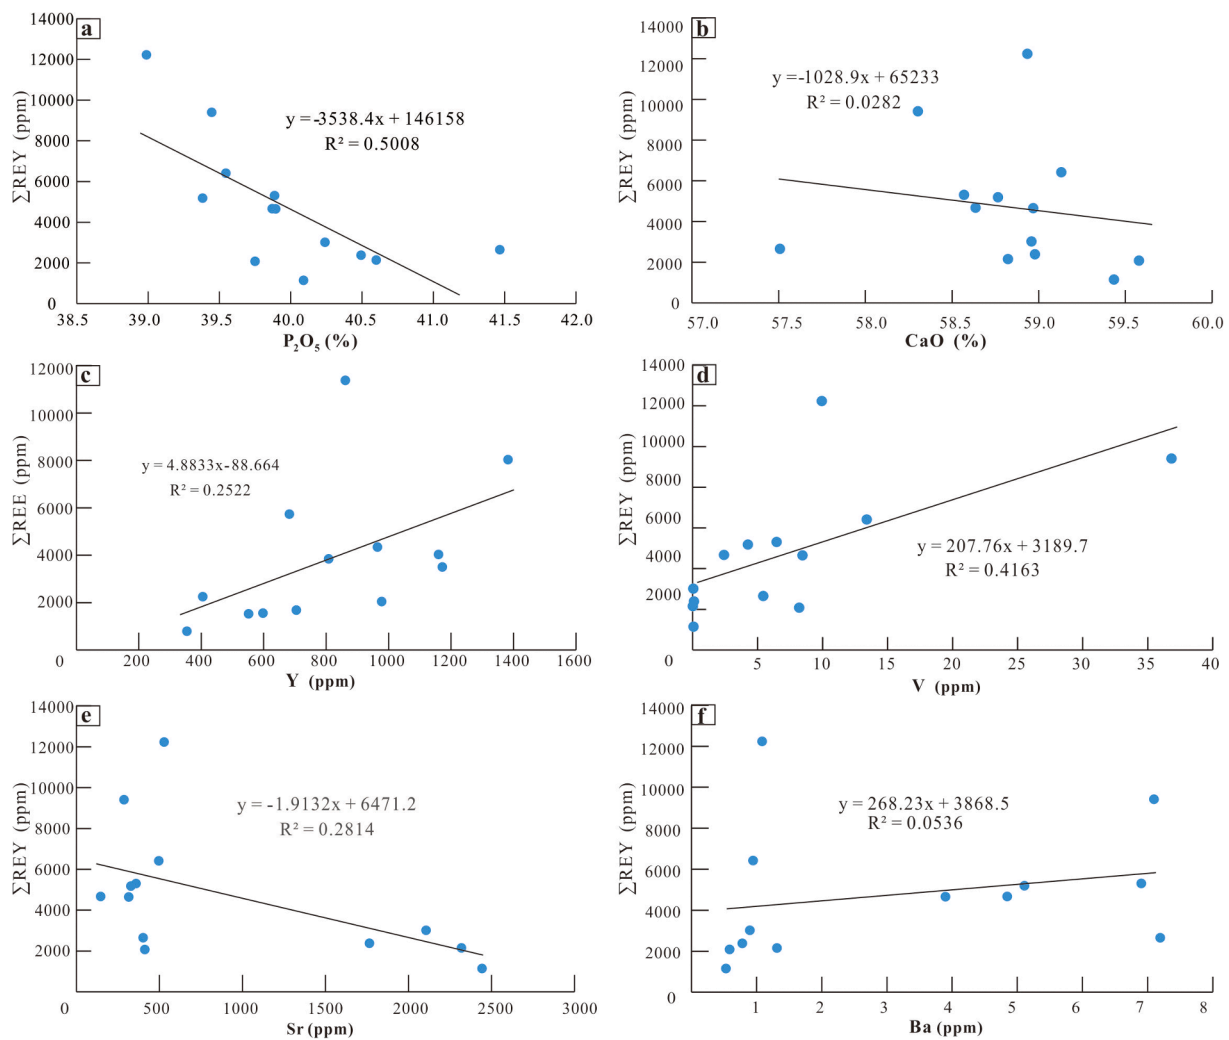 a
14000
12000
10000
8000
6000
4000
2000
0
∑REY (ppm)
y = -3538.4x + 146158
R² = 0.5008
38.5 39.0 39.5 40.0 40.5 41.0 41.5 42.0
P₂O₅ (%)
b
14000
12000
10000
8000
6000
4000
2000
0
∑REY (ppm)
y =-1028.9x + 65233
R² = 0.0282
57.0 57.5 58.0 58.6 59.0 59.5 60.0
CaO (%)
c
12000
10000
8000
6000
4000
2000
0
∑REE (ppm)
y = 4.8833x-88.664
R² = 0.2522
200 400 600 800 1000 1200 1400 1600
Y (ppm)
d
14000
12000
10000
8000
6000
4000
2000
0
∑REY (ppm)
y = 207.76x + 3189.7
R² = 0.4163
5 10 15 20 25 30 35 40
V (ppm)
e
14000
12000
10000
8000
6000
4000
2000
0
∑REY (ppm)
y = -1.9132x + 6471.2
R² = 0.2814
500 1000 1500 2000 2500 3000
Sr (ppm)
f
14000
12000
10000
8000
6000
4000
2000
0
∑REY (ppm)
y = 268.23x + 3868.5
R² = 0.0536
1 2 3 4 5 6 7 8
Ba (ppm)